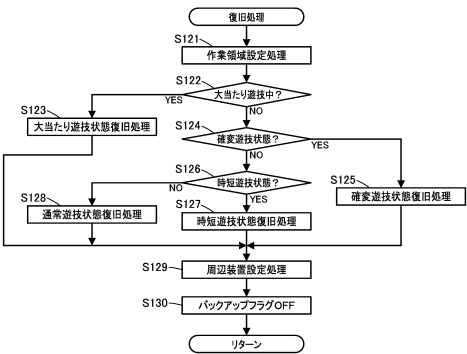 復旧処理
S121
作業領域設定処理
S122
大当たり遊技中?
YES
NO
S123
大当たり遊技状態復旧処理
S124
確変遊技状態?
YES
NO
S125
確変遊技状態復旧処理
S126
時短遊技状態?
NO
YES
S127
時短遊技状態復旧処理
S128
通常遊技状態復旧処理
S129
周辺装置設定処理
S130
バックアップフラグOFF
リターン